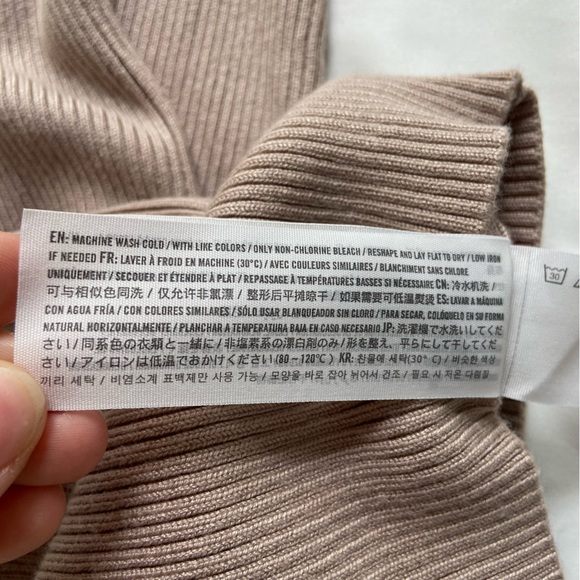 EN: MACHINE WASH COLD / WITH LIKE COLORS / ONLY NON-CHLORINE BLEACH / RESHAPE AND LAY FLAT TO DRY / LOW IRON
IF NEEDED FR: LAVER À FROID EN MACHINE (30°C) / AVEC COULEURS SIMILAIRES / BLANCHIMENT SANS CHLORE
UNIQUEMENT / SECOUER ET ÉTENDRE À PLAT / REPASSAGE À TEMPÉRATURES BASSES SI NÉCESSAIRE CN: 冷水机洗 /
可与相似色同洗 / 仅允许非氯漂 / 整形后平摊晾干 / 如果需要可低温熨烫 ES: LAVAR A MÁQUINA
CON AGUA FRÍA / CON COLORES SIMILARES / SÓLO USAR BLANQUEADOR SIN CLORO / PARA SECAR, COLÓQUELO EN SU FORMA
NATURAL HORIZONTALMENTE / PLANCHAR A TEMPERATURA BAJA EN CASO NECESARIO JP: 洗濯機で水洗いしてくだ
さい / 同系色の衣類と一緒に / 非塩素系の漂白剤のみ / 形を整え、平らにして干してくだ
さい / アイロンは低温でおかけください (80 – 120℃) KR: 찬물에 세탁(30° C) / 비슷한 색상
끼리 세탁 / 비염소계 표백제만 사용 가능 / 모양을 바로 잡아 뉘어서 건조 / 필요 시 낮은 다림질
30